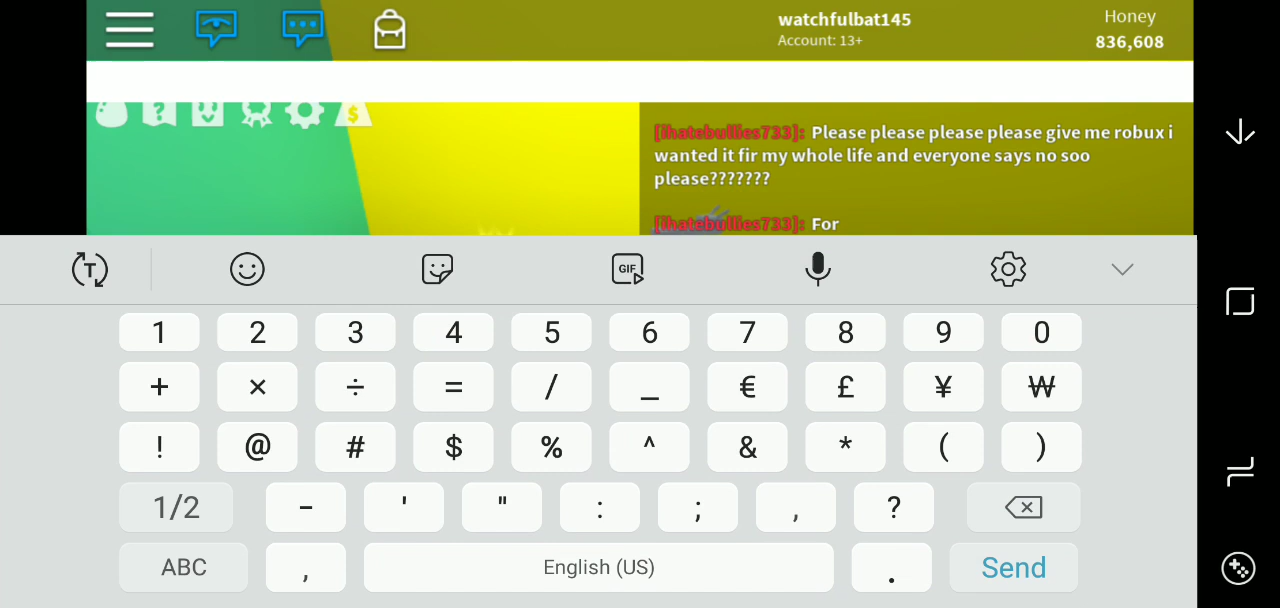 watchfulbat145
Account: 13+
Honey
836,608
[ihatebullies733]: Please please please please give me robux i
wanted it fir my whole life and everyone says no soo
please???????
[ihatebullies733]: For
T
GIF
1 2 3 4 5 6 7 8 9 0
+ × ÷ = / _ € £ ¥ ₩
! @ # $ % ^ & * ( )
1/2 - ' " : ; , ?
ABC , English (US) . Send